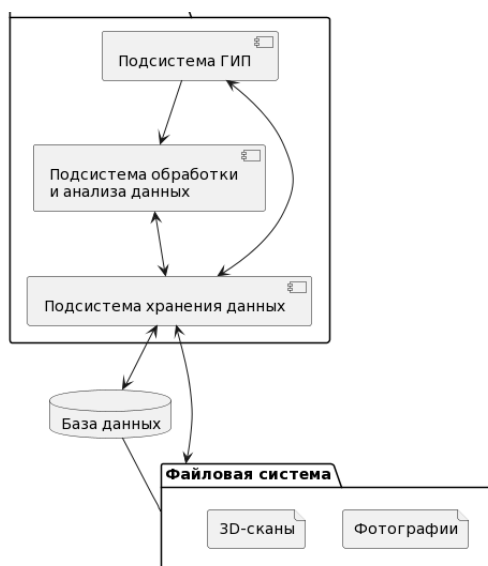 Подсистема ГИП
Подсистема обработки
и анализа данных
Подсистема хранения данных
База данных
Файловая система
3D-сканы
Фотографии